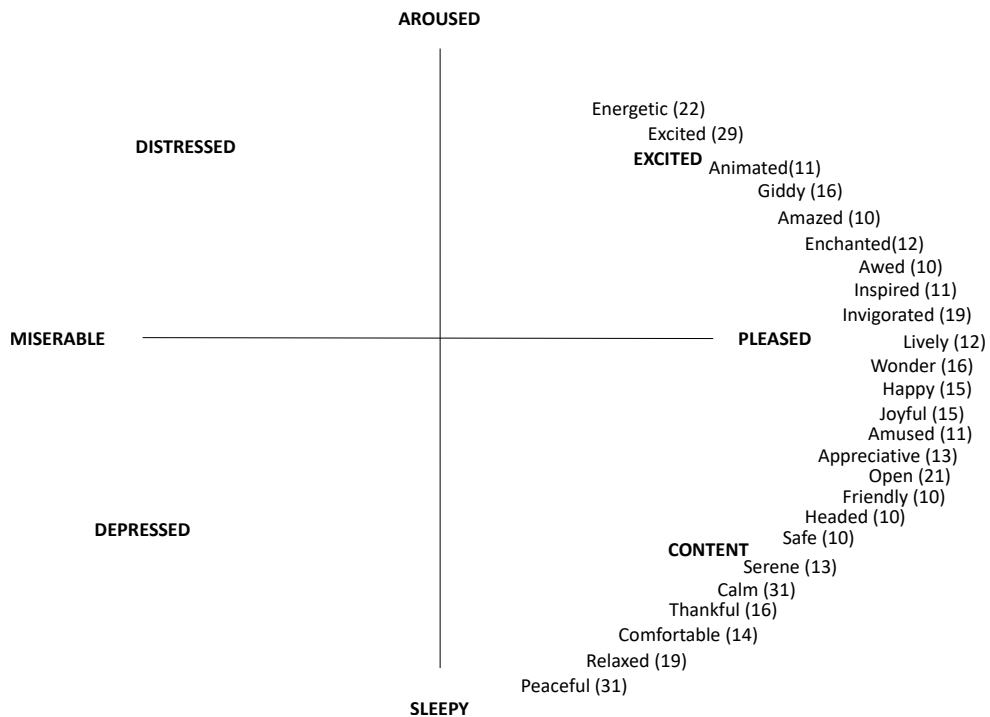 AROUSED
Energetic (22)
Excited (29)
DISTRESSED
EXCITED
Animated(11)
Giddy (16)
Amazed (10)
Enchanted(12)
Awed (10)
Inspired (11)
Invigorated (19)
MISERABLE
PLEASED
Lively (12)
Wonder (16)
Happy (15)
Joyful (15)
Amused (11)
Appreciative (13)
Open (21)
Friendly (10)
Headed (10)
DEPRESSED
Safe (10)
CONTENT
Serene (13)
Calm (31)
Thankful (16)
Comfortable (14)
Relaxed (19)
Peaceful (31)
SLEEPY